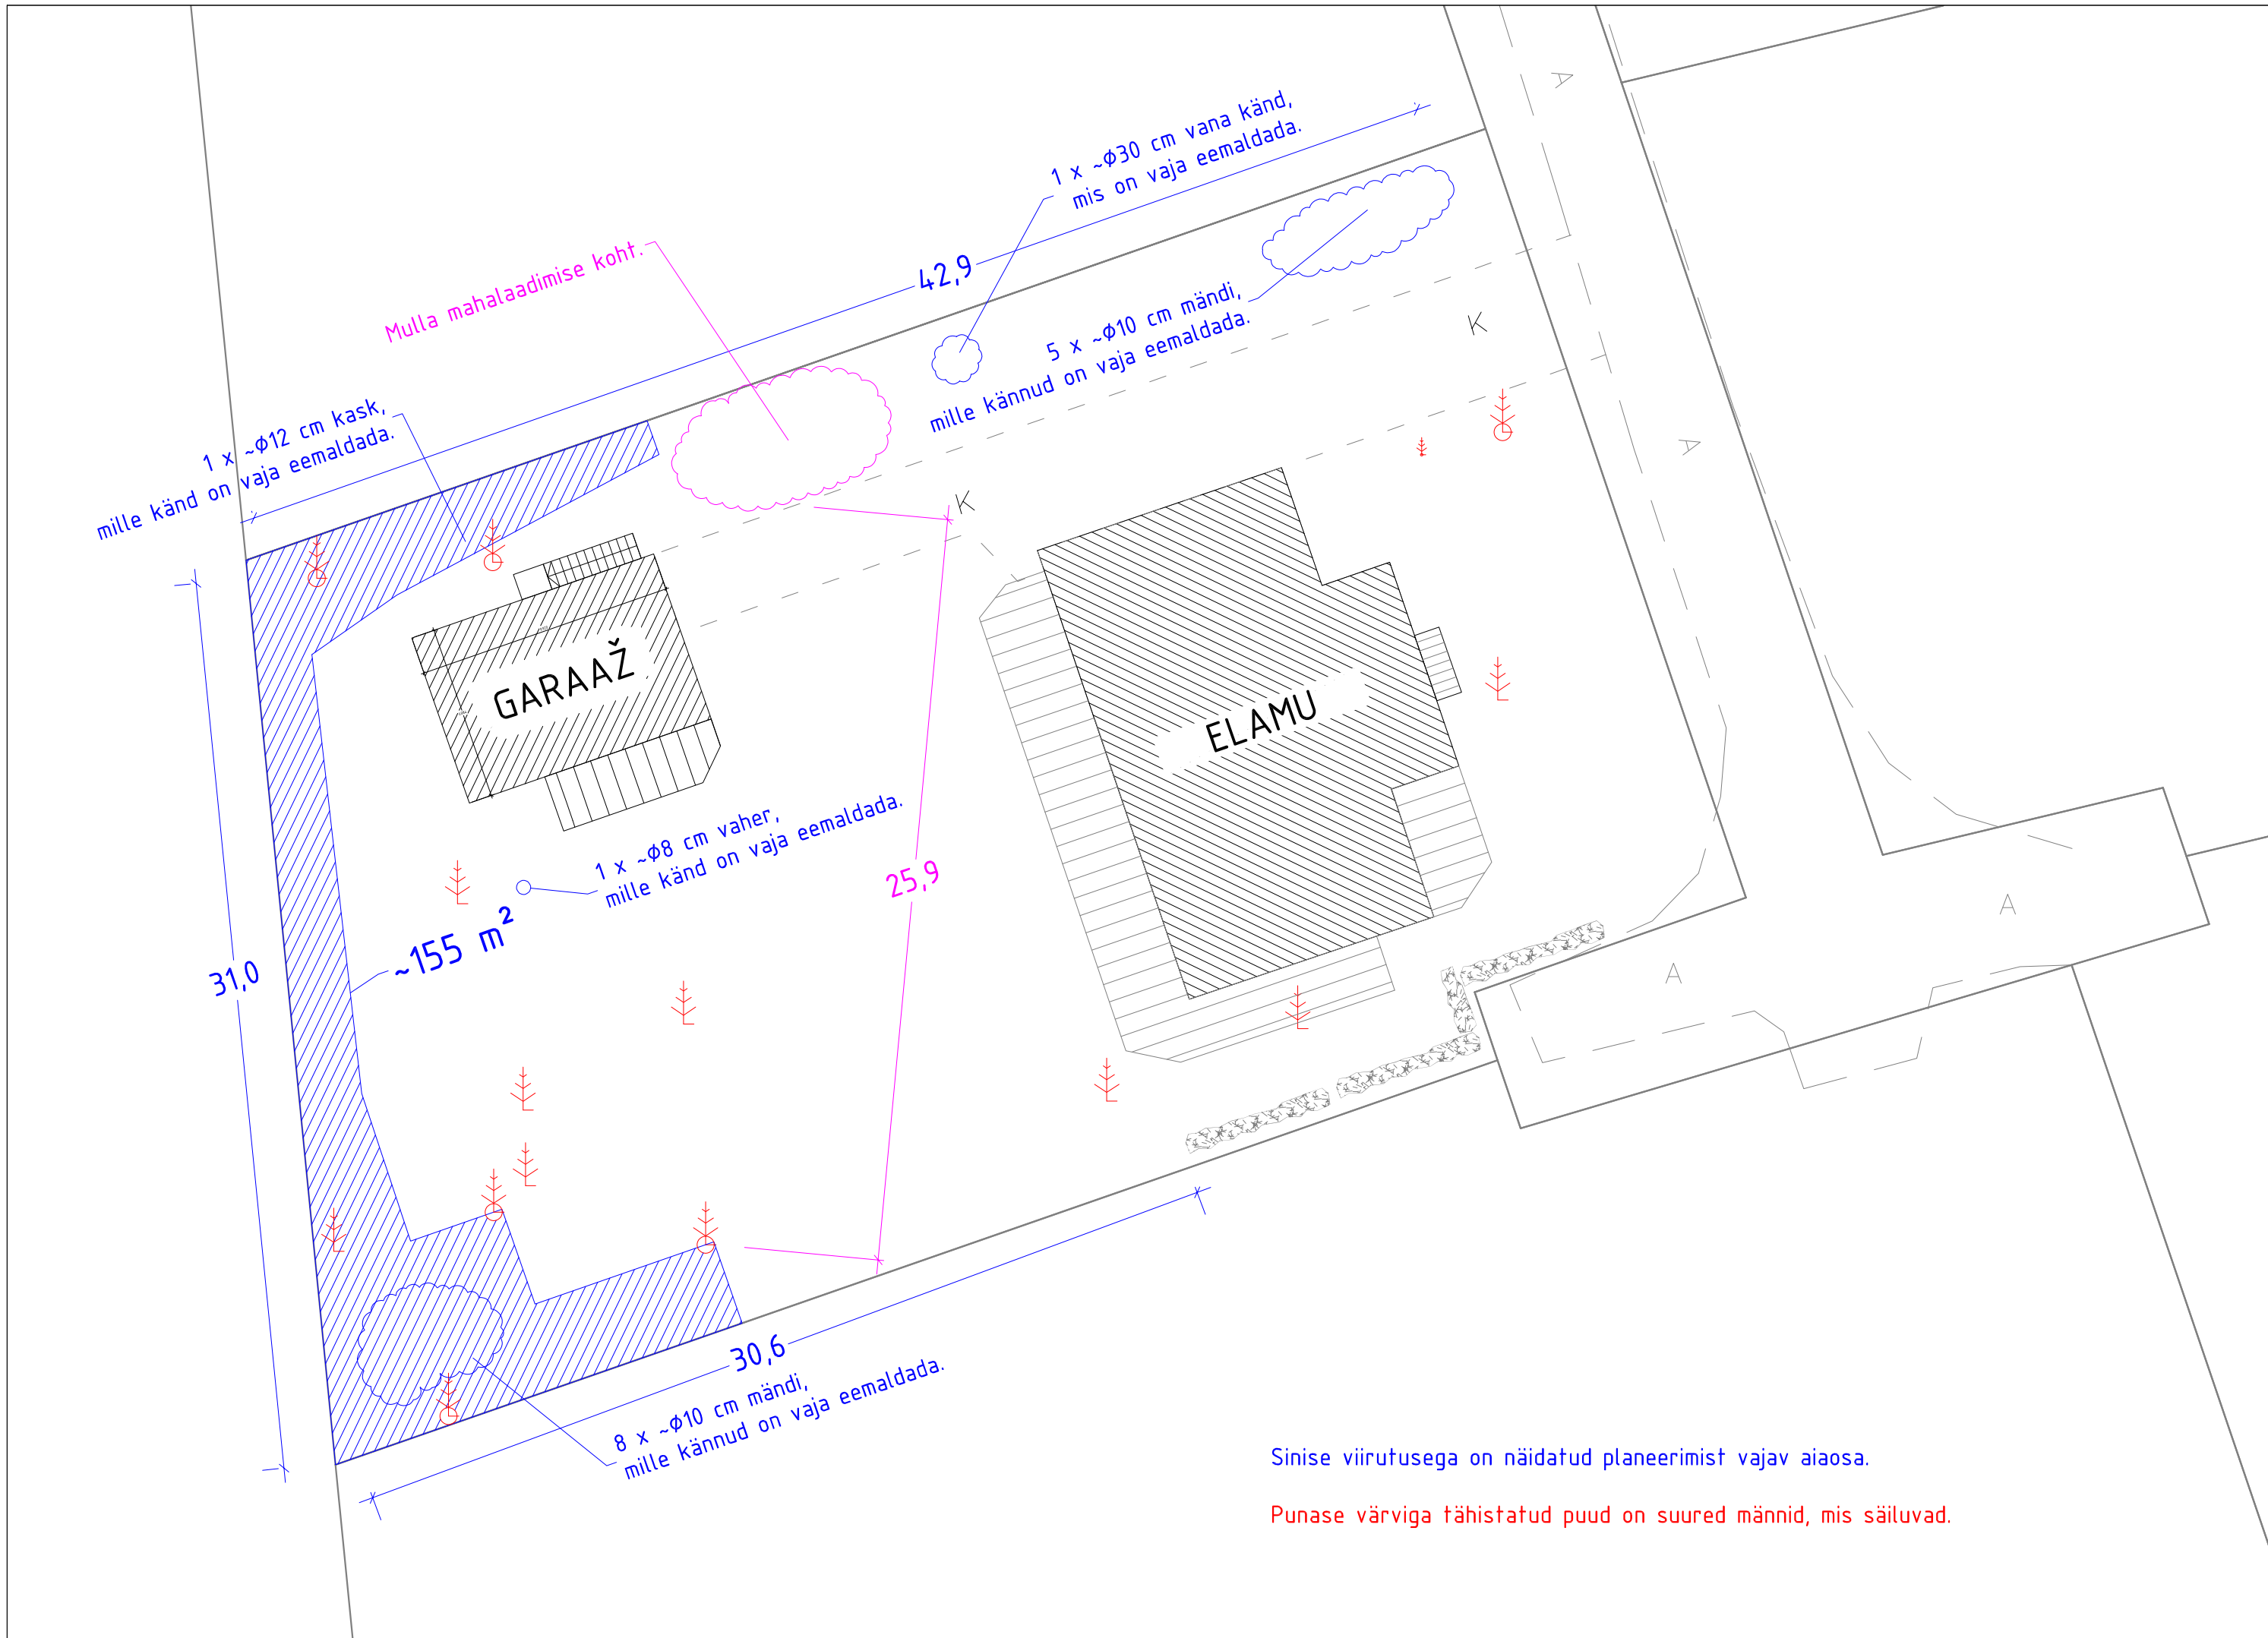 A
1 x ~Ø30 cm vana känd,
mis on vaja eemaldada.
42,9
Mulla mahalaadimise koht.
5 x ~Ø10 cm mändi,
mille kännud on vaja eemaldada.
K
1 x ~Ø12 cm kask,
mille känd on vaja eemaldada.
A
K
GARAAŽ
ELAMU
1 x ~Ø8 cm vaher,
mille känd on vaja eemaldada.
25,9
~155 m²
31,0
A
A
30,6
8 x ~Ø10 cm mändi,
mille kännud on vaja eemaldada.
Sinise viirutusega on näidatud planeerimist vajav aiaosa.
Punase värviga tähistatud puud on suured männid, mis säiluvad.